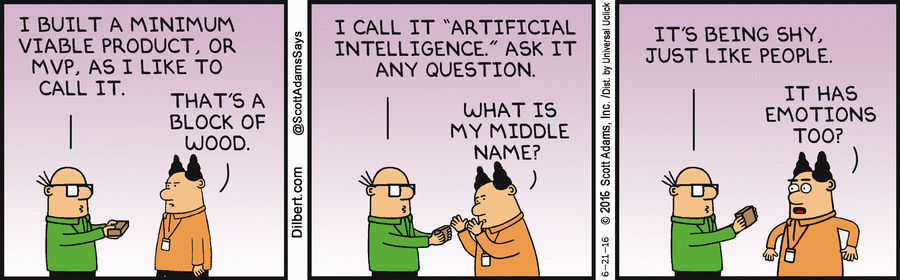 I BUILT A MINIMUM
VIABLE PRODUCT, OR
MVP, AS I LIKE TO
CALL IT.
THAT'S A
BLOCK OF
WOOD.
Dilbert.com @ScottAdamsSays
I CALL IT "ARTIFICIAL
INTELLIGENCE." ASK IT
ANY QUESTION.
WHAT IS
MY MIDDLE
NAME?
6-21-16 © 2016 Scott Adams, Inc. /Dist. by Universal Uclick
IT'S BEING SHY,
JUST LIKE PEOPLE.
IT HAS
EMOTIONS
TOO?